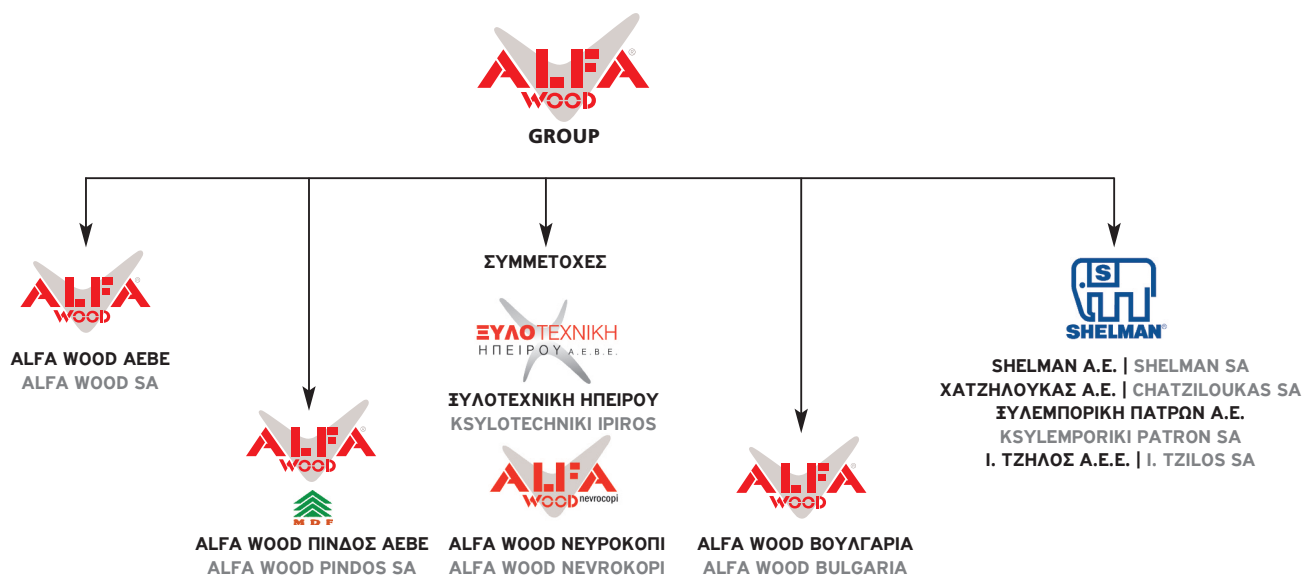 ALFA®
WOOD
GROUP
ALFA®
WOOD
ALFA WOOD ΑΕΒΕ
ALFA WOOD SA
ALFA®
WOOD
MDF
ALFA WOOD ΠΙΝΔΟΣ ΑΕΒΕ
ALFA WOOD PINDOS SA
ΣΥΜΜΕΤΟΧΕΣ
ΞΥΛΟΤΕΧΝΙΚΗ
ΗΠΕΙΡΟΥ Α.Ε.Β.Ε.
ΞΥΛΟΤΕΧΝΙΚΗ ΗΠΕΙΡΟΥ
KSYLOTECHNIKI IPIROS
ALFA
WOOD nevrocopi
ALFA WOOD ΝΕΥΡΟΚΟΠΙ
ALFA WOOD NEVROKOPI
ALFA®
WOOD
ALFA WOOD ΒΟΥΛΓΑΡΙΑ
ALFA WOOD BULGARIA
S
SHELMAN®
SHELMAN Α.Ε. | SHELMAN SA
ΧΑΤΖΗΛΟΥΚΑΣ Α.Ε. | CHATZILOUKAS SA
ΞΥΛΕΜΠΟΡΙΚΗ ΠΑΤΡΩΝ Α.Ε.
KSYLEMPORIKI PATRON SA
Ι. ΤΖΗΛΟΣ Α.Ε.Ε. | I. TZILOS SA